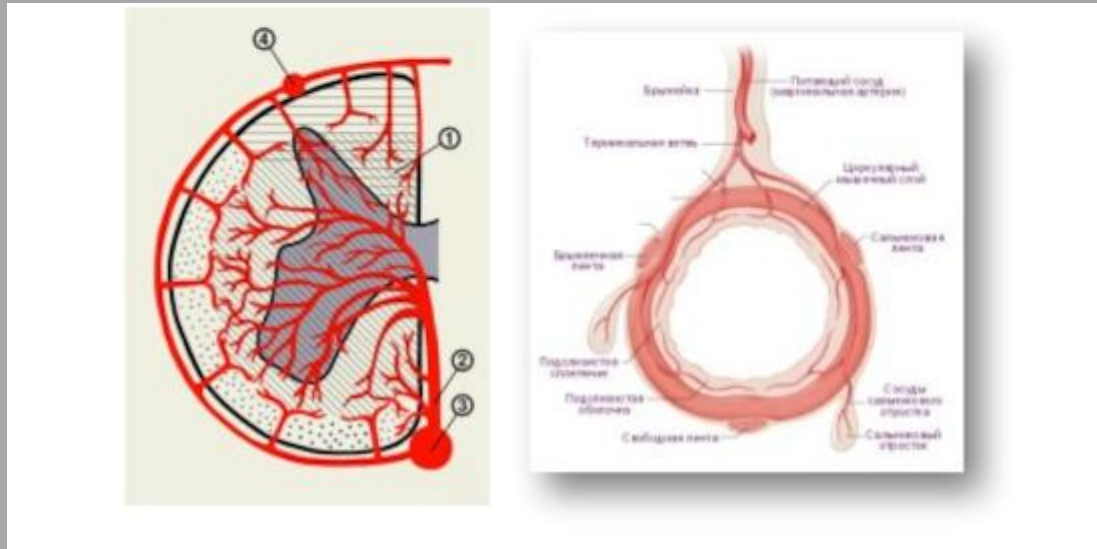 ④
①
②
③
Брыжейка
Питающий сосуд
(маргинальная артерия)
Терминальная ветвь
Циркулярный
мышечный слой
Сальниковая
лента
Брыжеечная
лента
Подслизистое
сплетение
Подслизистая
оболочка
Свободная лента
Сосуды
сальникового
отростка
Сальниковый
отросток